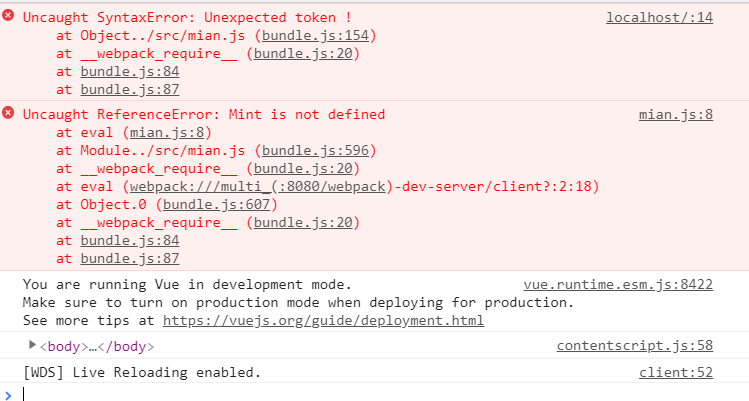 Uncaught SyntaxError: Unexpected token ! localhost/:14
at Object../src/mian.js (bundle.js:154)
at __webpack_require__ (bundle.js:20)
at bundle.js:84
at bundle.js:87
Uncaught ReferenceError: Mint is not defined mian.js:8
at eval (mian.js:8)
at Module../src/mian.js (bundle.js:596)
at __webpack_require__ (bundle.js:20)
at eval (webpack:///multi_(:8080/webpack)-dev-server/client?:2:18)
at Object.0 (bundle.js:607)
at __webpack_require__ (bundle.js:20)
at bundle.js:84
at bundle.js:87
You are running Vue in development mode. vue.runtime.esm.js:8422
Make sure to turn on production mode when deploying for production.
See more tips at https://vuejs.org/guide/deployment.html
<body>…</body> contentscript.js:58
[WDS] Live Reloading enabled. client:52